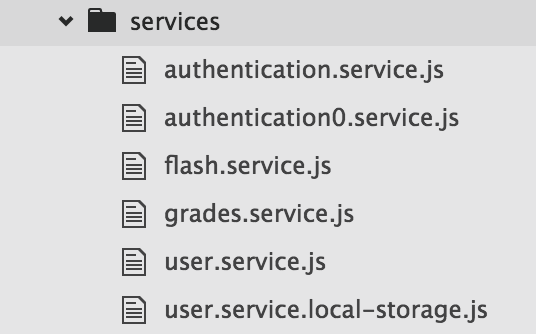 services
authentication.service.js
authentication0.service.js
flash.service.js
grades.service.js
user.service.js
user.service.local-storage.js